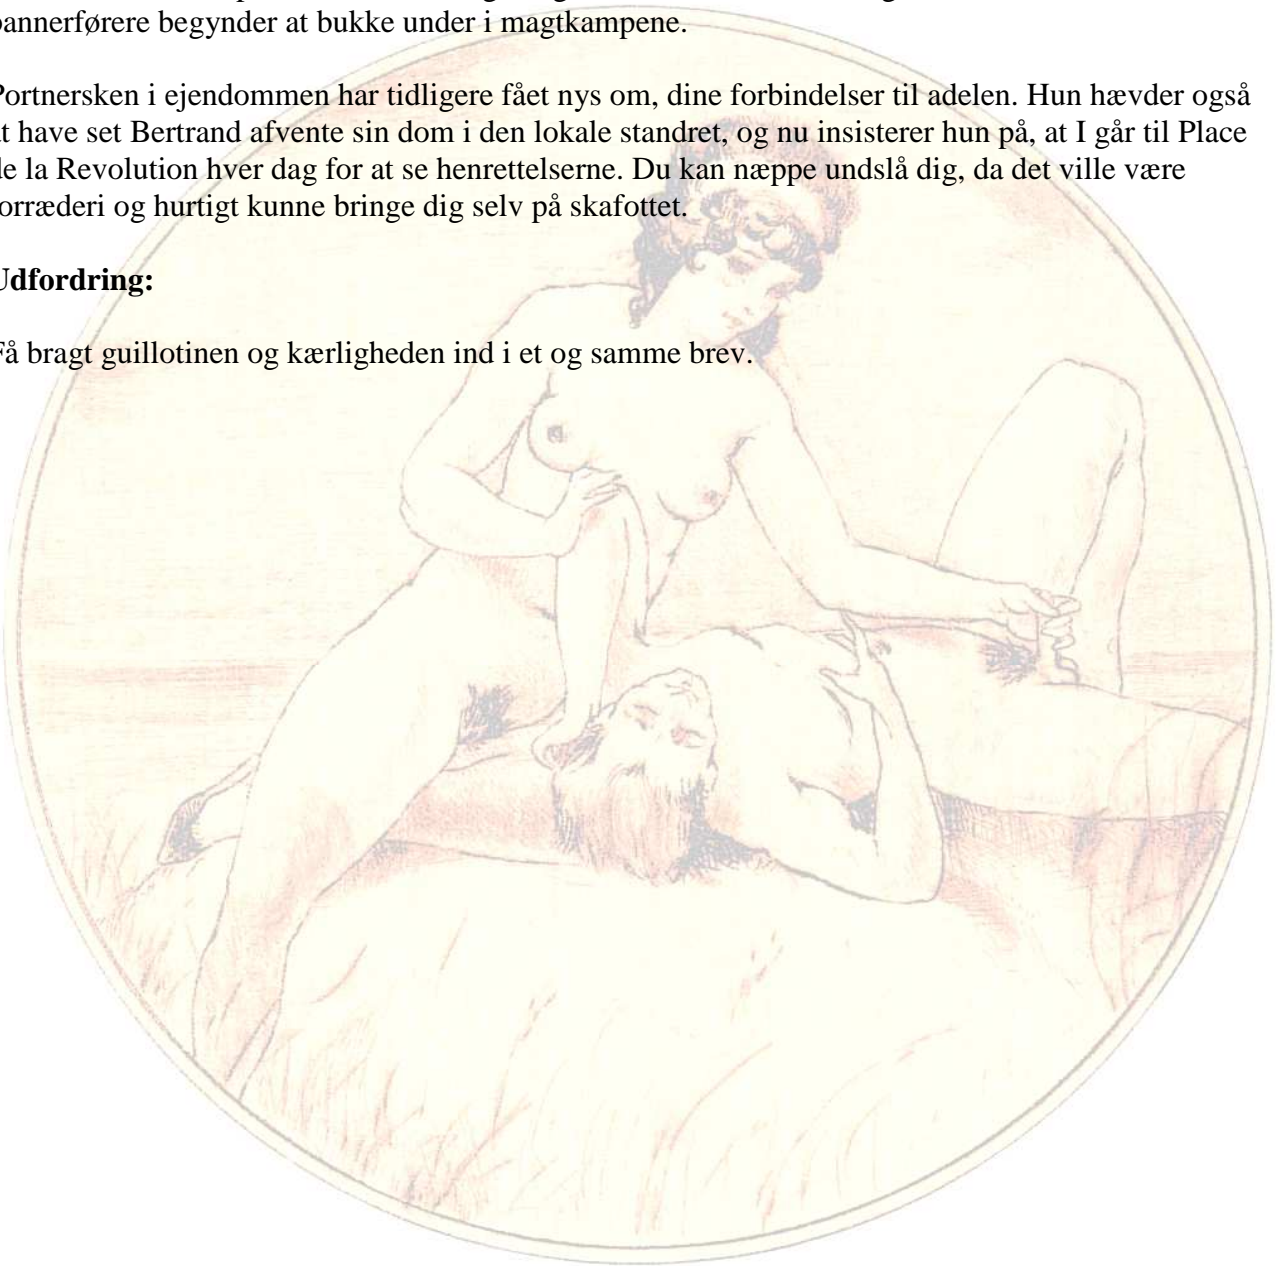 bannerførere begynder at bukke under i magtkampene.
Portnersken i ejendommen har tidligere fået nys om, dine forbindelser til adelen. Hun hævder også
at have set Bertrand afvente sin dom i den lokale standret, og nu insisterer hun på, at I går til Place
de la Revolution hver dag for at se henrettelserne. Du kan næppe undslå dig, da det ville være
forræderi og hurtigt kunne bringe dig selv på skafottet.
Udfordring:
Få bragt guillotinen og kærligheden ind i et og samme brev.